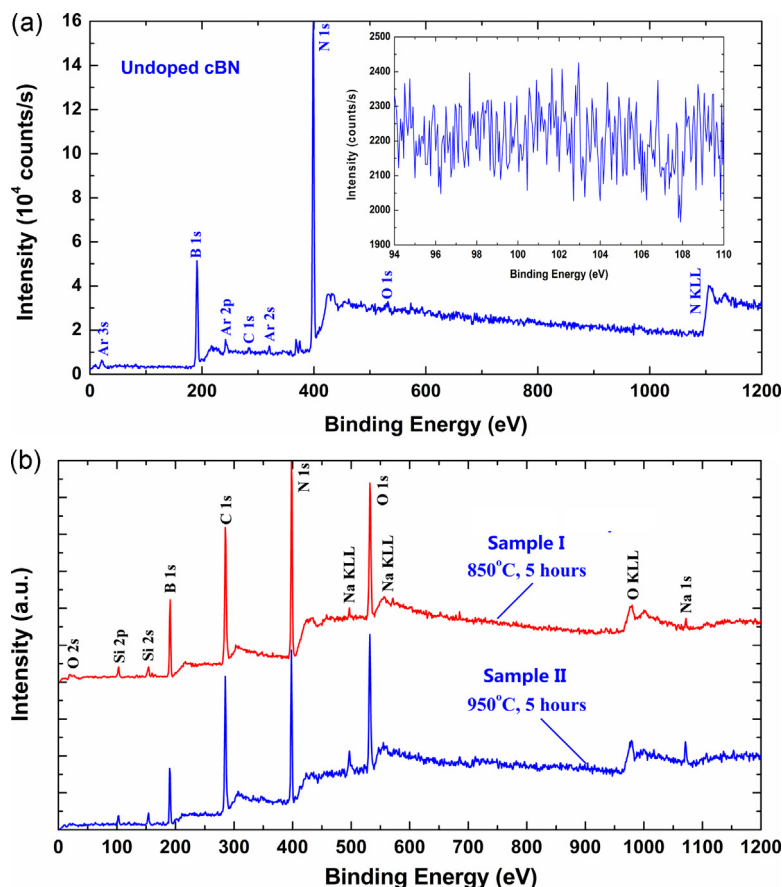 (a)
Undoped cBN
Intensity (10⁴ counts/s)
16
14
12
10
8
6
4
2
0
0 200 400 600 800 1000 1200
Binding Energy (eV)
Ar 3s
B 1s
Ar 2p
C 1s
Ar 2s
N 1s
O 1s
N KLL
Intensity (counts/s)
2500
2400
2300
2200
2100
2000
1900
94 96 98 100 102 104 106 108 110
Binding Energy (eV)
(b)
Intensity (a.u.)
O 2s
Si 2p
Si 2s
B 1s
C 1s
N 1s
Na KLL
O 1s
Na KLL
O KLL
Na 1s
Sample I
850°C, 5 hours
Sample II
950°C, 5 hours
0 100 200 300 400 500 600 700 800 900 1000 1100 1200
Binding Energy (eV)